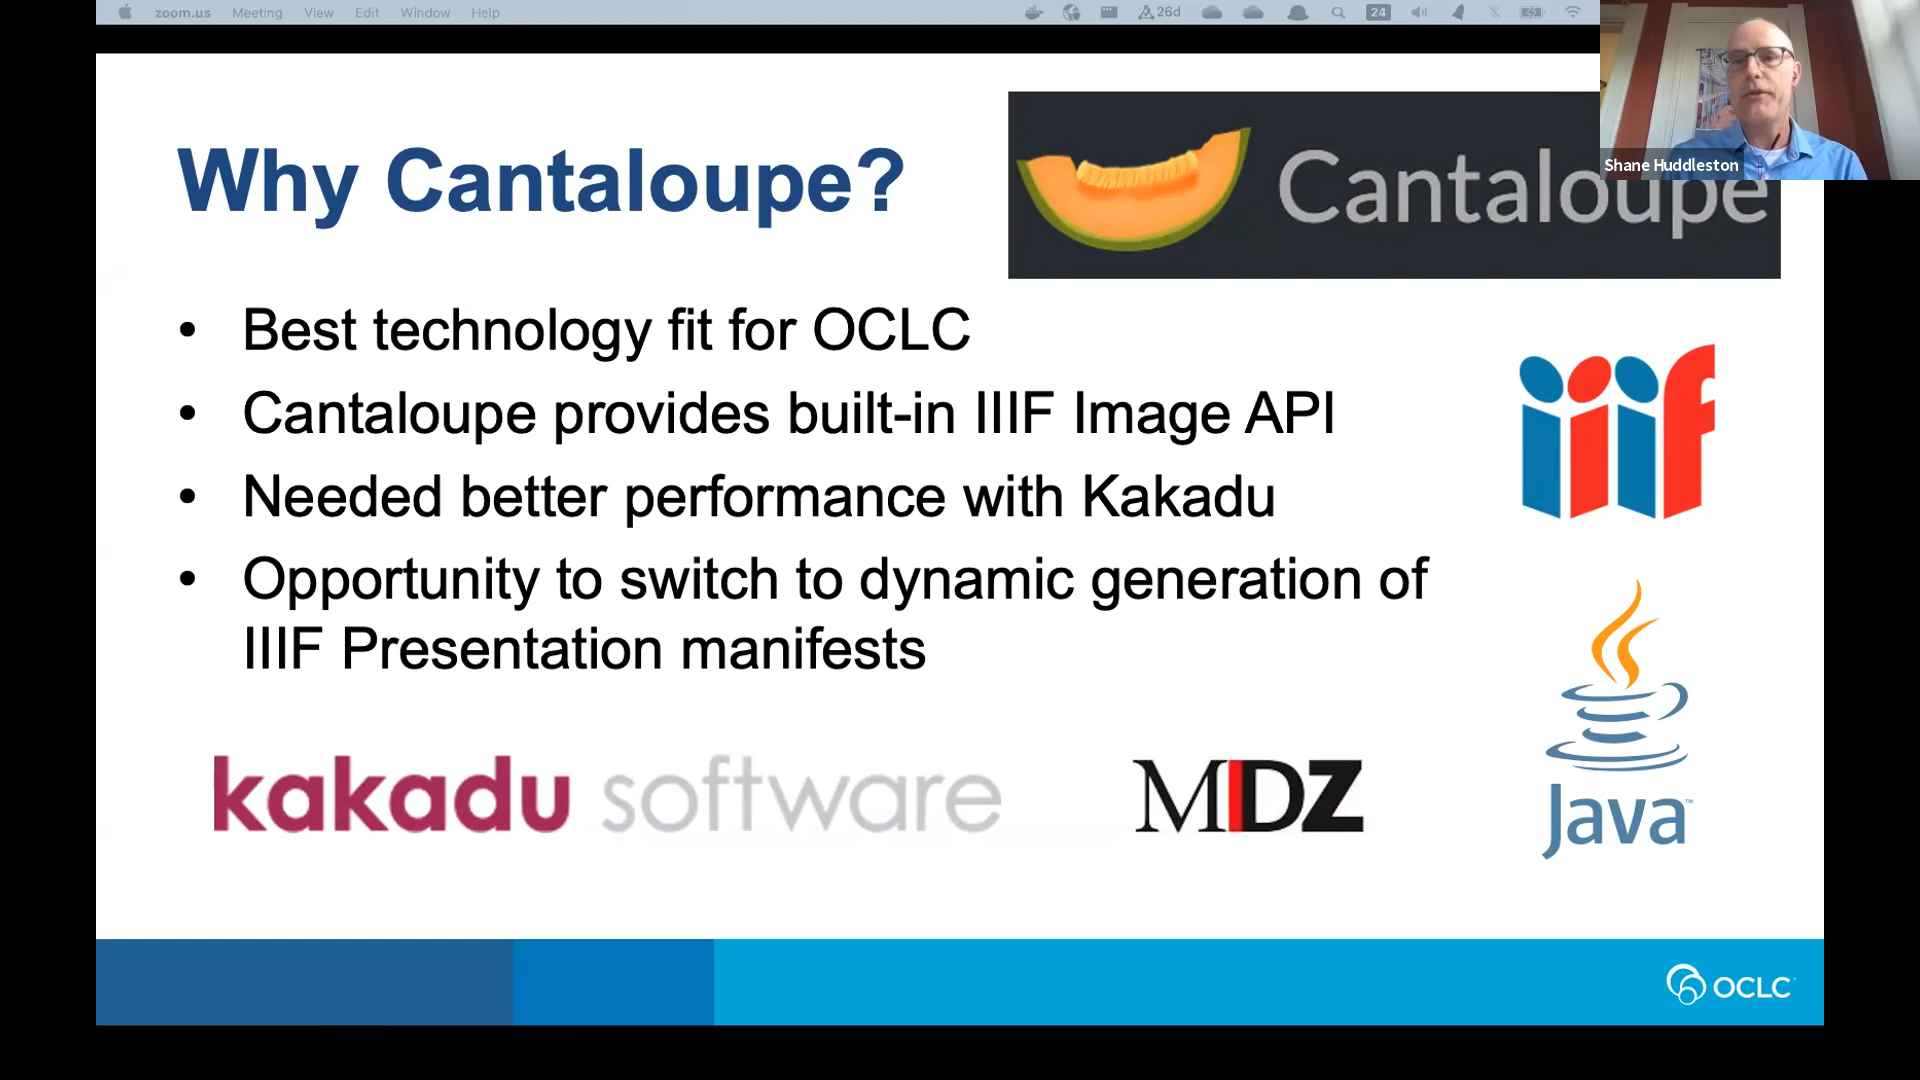 zoom.us Meeting View Edit Window Help
26d 24
Why Cantaloupe?
Cantaloupe
Shane Huddleston
• Best technology fit for OCLC
• Cantaloupe provides built-in IIIF Image API
• Needed better performance with Kakadu
• Opportunity to switch to dynamic generation of
IIIF Presentation manifests
iiif
kakadu software
MDZ
Java™
OCLC